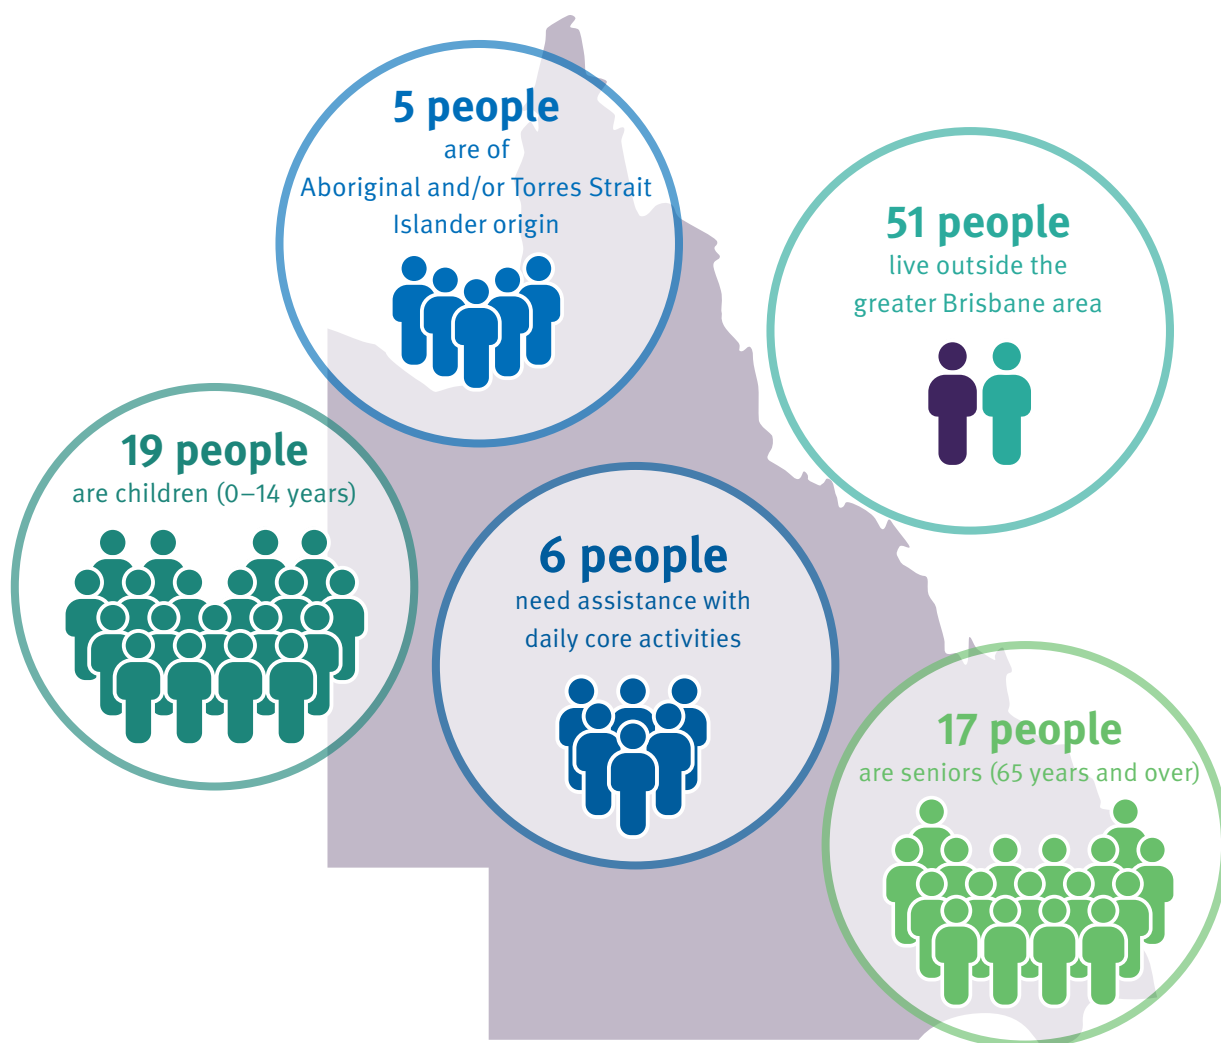 5 people
are of
Aboriginal and/or Torres Strait
Islander origin
51 people
live outside the
greater Brisbane area
19 people
are children (0–14 years)
6 people
need assistance with
daily core activities
17 people
are seniors (65 years and over)